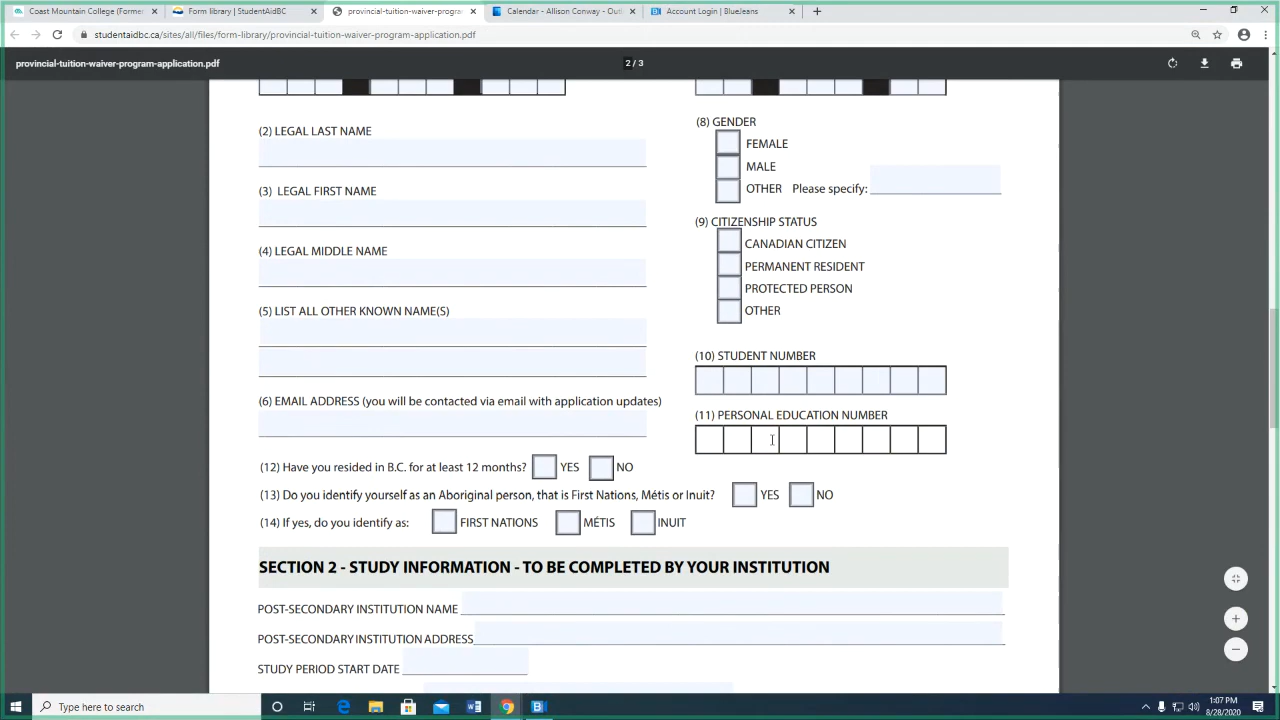 Coast Mountain College (Former
Form library | StudentAidBC
provincial-tuition-waiver-progra
Calendar - Allison Conway - Outl
Account Login | BlueJeans
studentaidbc.ca/sites/all/files/form-library/provincial-tuition-waiver-program-application.pdf
provincial-tuition-waiver-program-application.pdf
2 / 3
(2) LEGAL LAST NAME
(3) LEGAL FIRST NAME
(4) LEGAL MIDDLE NAME
(5) LIST ALL OTHER KNOWN NAME(S)
(6) EMAIL ADDRESS (you will be contacted via email with application updates)
(8) GENDER
FEMALE
MALE
OTHER Please specify:
(9) CITIZENSHIP STATUS
CANADIAN CITIZEN
PERMANENT RESIDENT
PROTECTED PERSON
OTHER
(10) STUDENT NUMBER
(11) PERSONAL EDUCATION NUMBER
(12) Have you resided in B.C. for at least 12 months? YES NO
(13) Do you identify yourself as an Aboriginal person, that is First Nations, Métis or Inuit? YES NO
(14) If yes, do you identify as: FIRST NATIONS MÉTIS INUIT
SECTION 2 - STUDY INFORMATION - TO BE COMPLETED BY YOUR INSTITUTION
POST-SECONDARY INSTITUTION NAME
POST-SECONDARY INSTITUTION ADDRESS
STUDY PERIOD START DATE
Type here to search
1:07 PM
8/28/2020